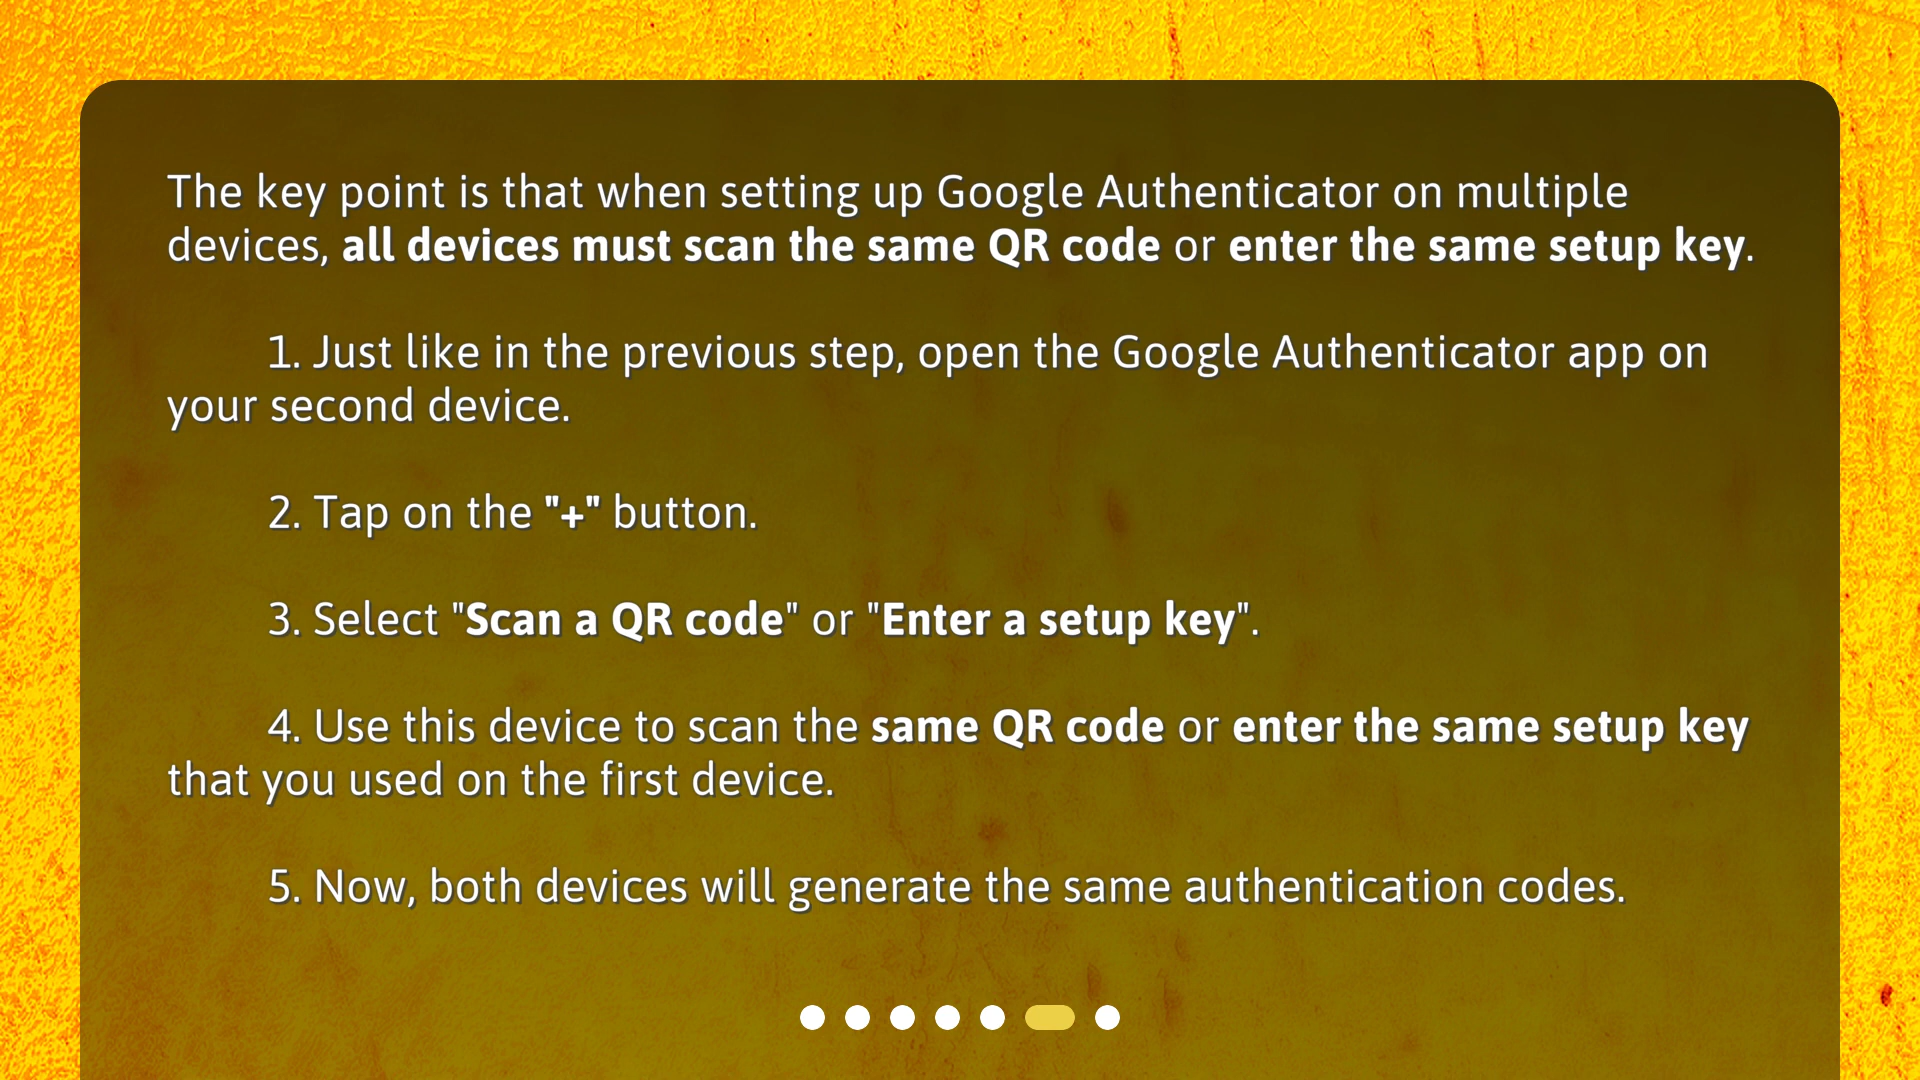 The key point is that when setting up Google Authenticator on multiple
devices, all devices must scan the same QR code or enter the same setup key.
1. Just like in the previous step, open the Google Authenticator app on
your second device.
2. Tap on the "+" button.
3. Select "Scan a QR code" or "Enter a setup key".
4. Use this device to scan the same QR code or enter the same setup key
that you used on the first device.
5. Now, both devices will generate the same authentication codes.